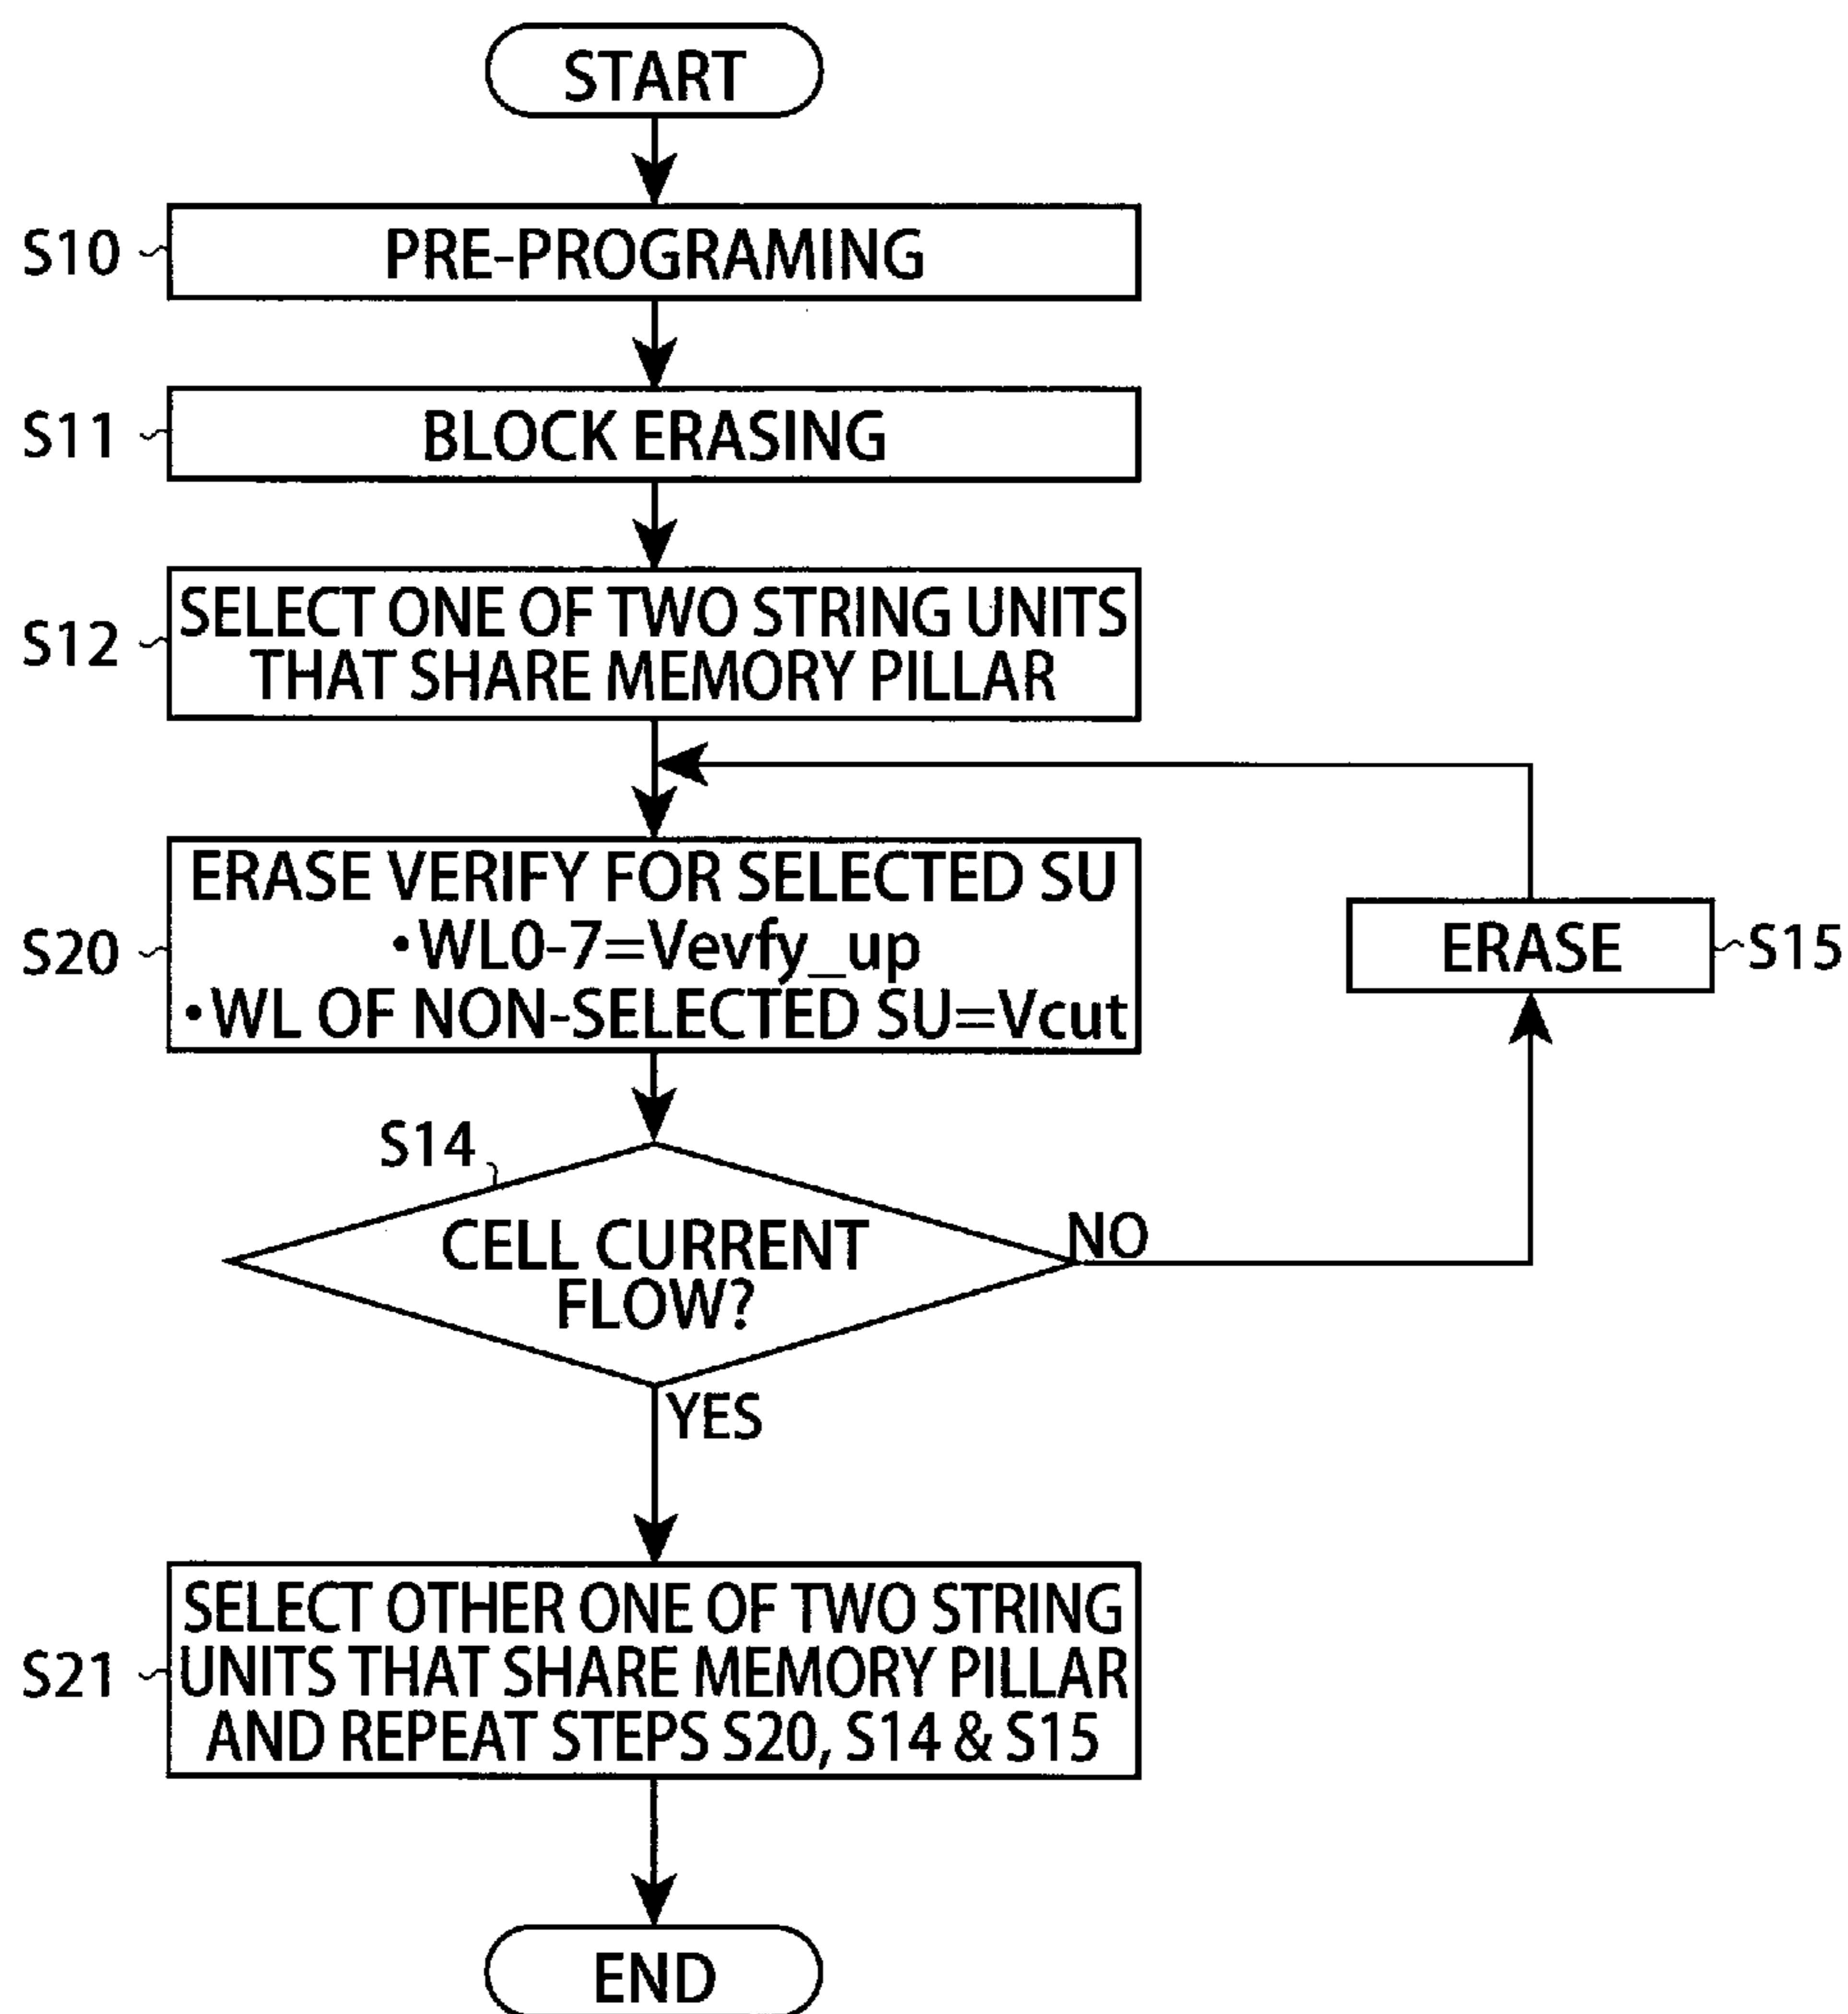 START
S10
PRE-PROGRAMING
S11
BLOCK ERASING
S12
SELECT ONE OF TWO STRING UNITS
THAT SHARE MEMORY PILLAR
S20
ERASE VERIFY FOR SELECTED SU
•WL0-7=Vevfy_up
•WL OF NON-SELECTED SU=Vcut
ERASE
S15
S14
CELL CURRENT
FLOW?
NO
YES
S21
SELECT OTHER ONE OF TWO STRING
UNITS THAT SHARE MEMORY PILLAR
AND REPEAT STEPS S20, S14 & S15
END